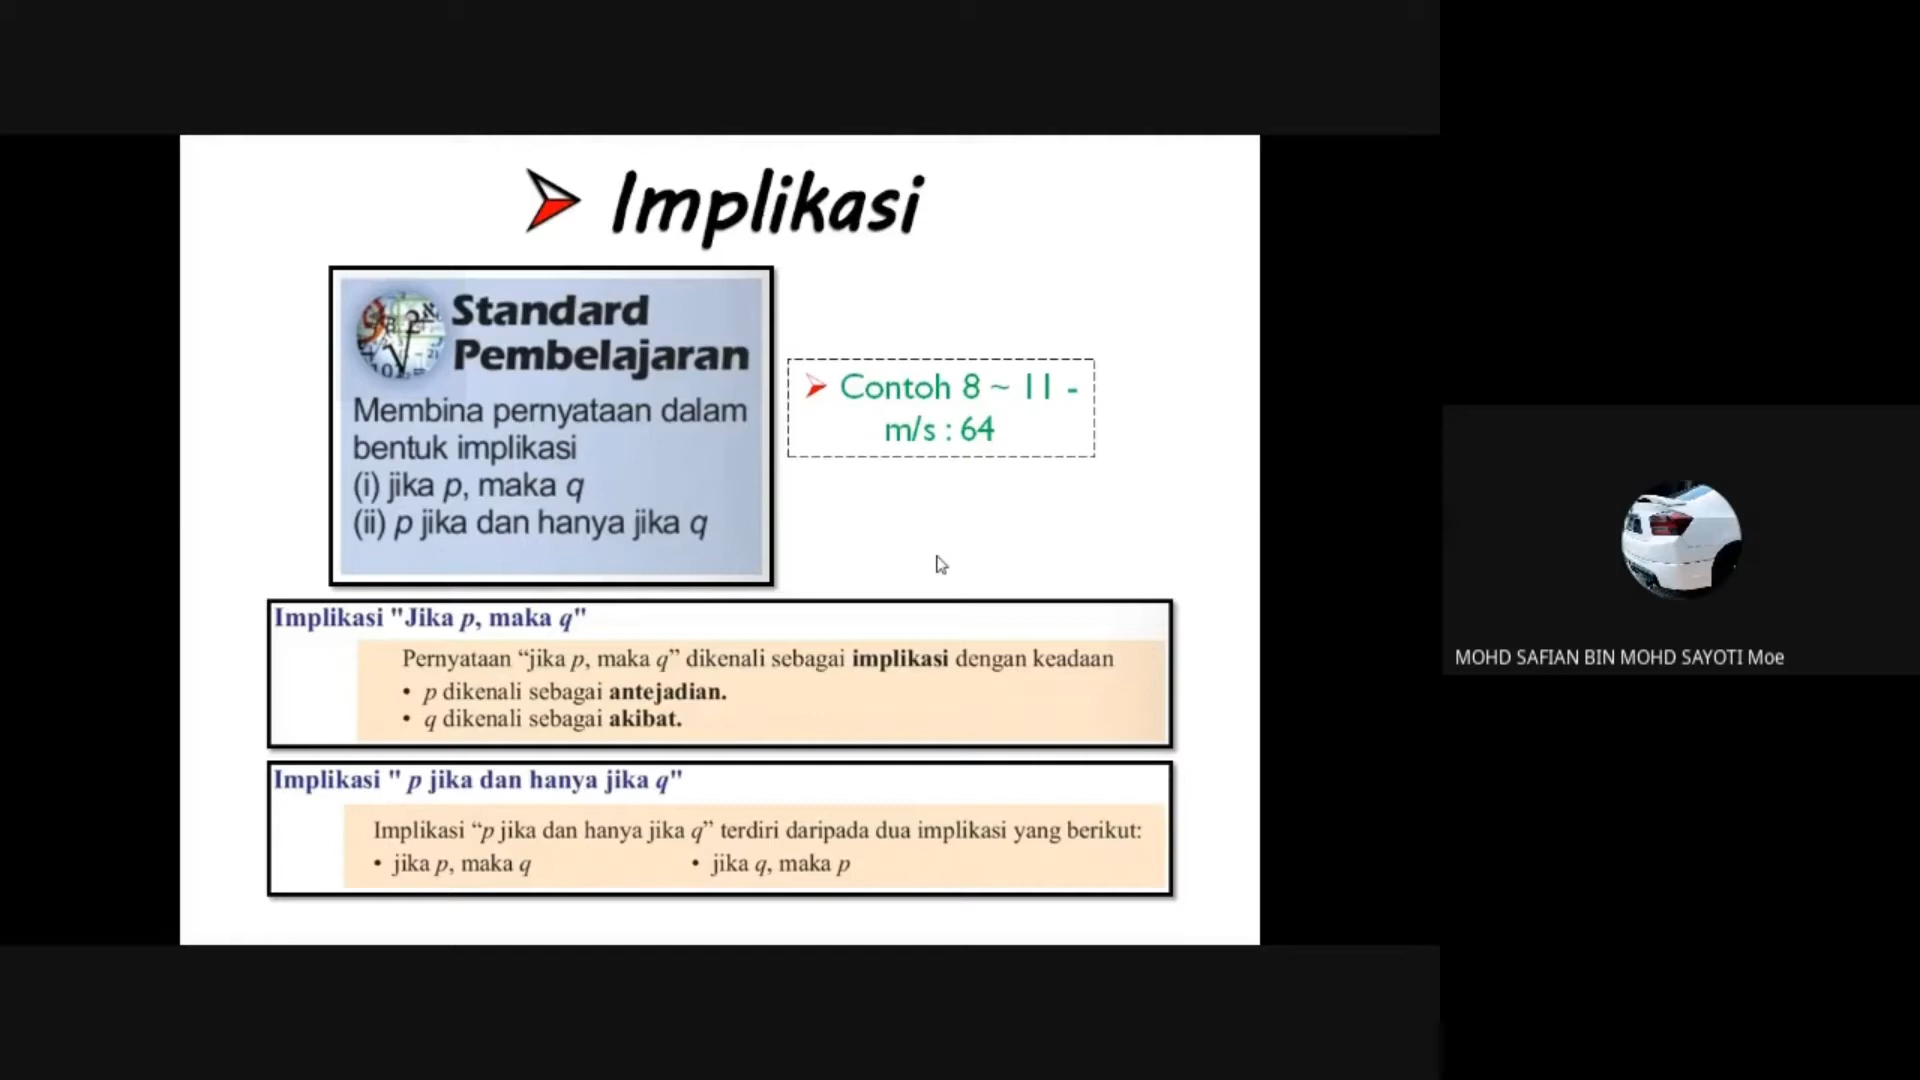 Implikasi
Standard
Pembelajaran
Membina pernyataan dalam
bentuk implikasi
(i) jika p, maka q
(ii) p jika dan hanya jika q
Contoh 8 ~ 11 -
m/s : 64
Implikasi "Jika p, maka q"
Pernyataan “jika p, maka q” dikenali sebagai implikasi dengan keadaan
• p dikenali sebagai antejadian.
• q dikenali sebagai akibat.
Implikasi " p jika dan hanya jika q"
Implikasi “p jika dan hanya jika q” terdiri daripada dua implikasi yang berikut:
• jika p, maka q • jika q, maka p
MOHD SAFIAN BIN MOHD SAYOTI Moe